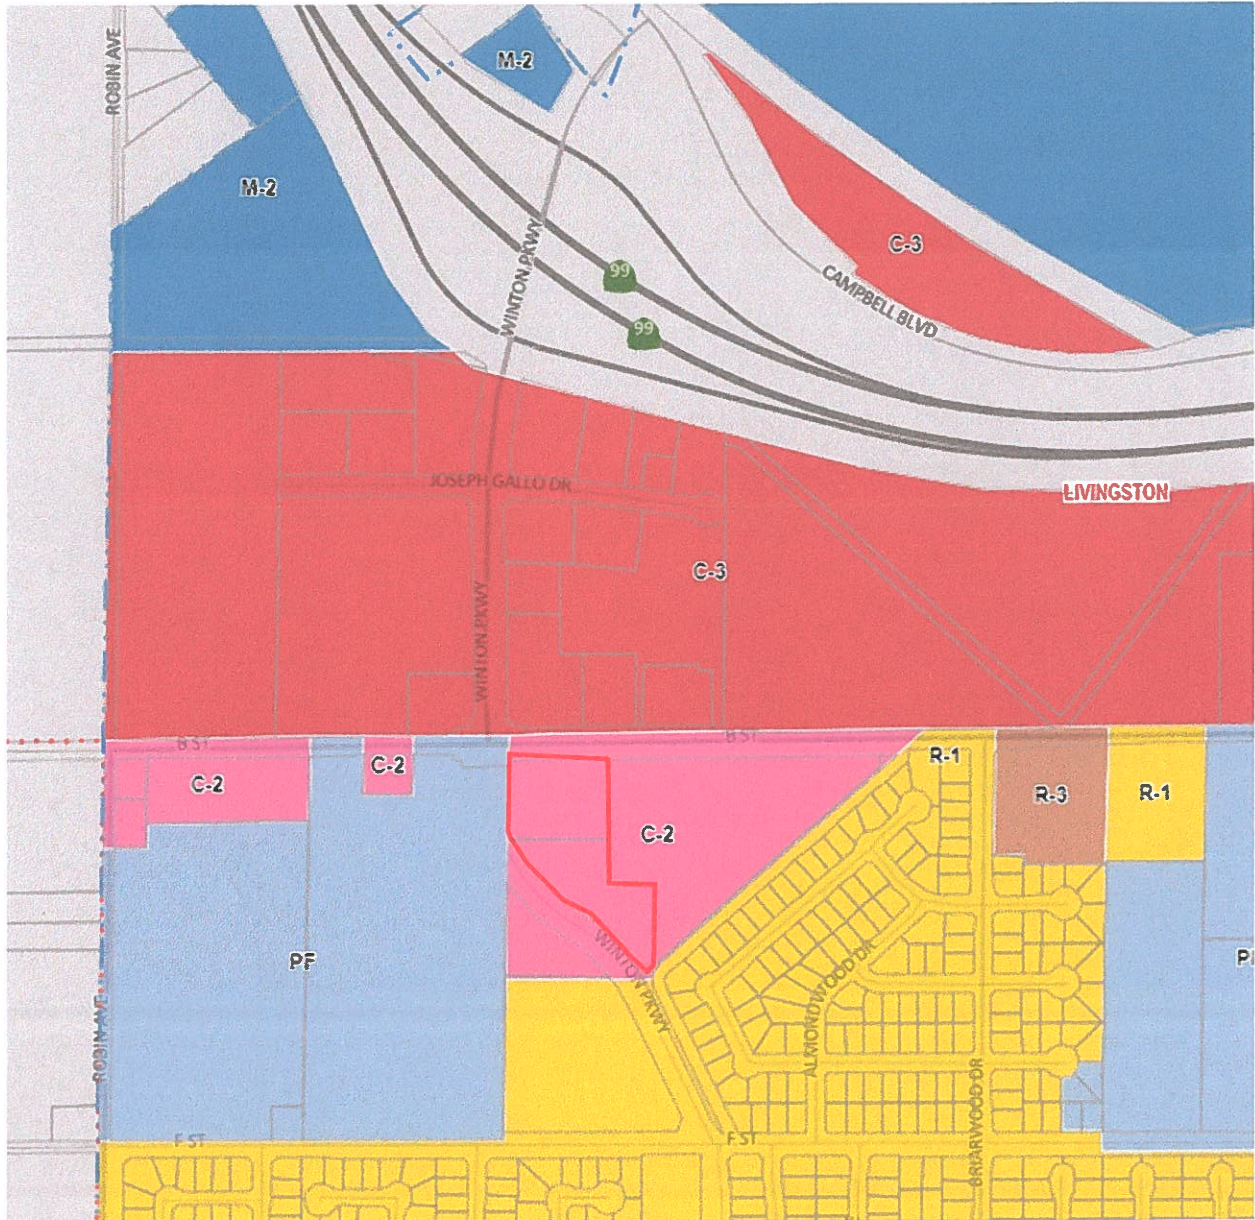 ROBIN AVE
M-2
M-2
C-3
WINTON PKWY
99
CAMPBELL BLVD
99
JOSEPH GALLO DR
LIVINGSTON
C-3
WINTON PKWY
B ST
B ST
C-2
C-2
R-1
R-3
R-1
C-2
PF
WINTON PKWY
ALMONDWOOD DR
ROBIN AVE
BRIARWOOD DR
F ST
F ST